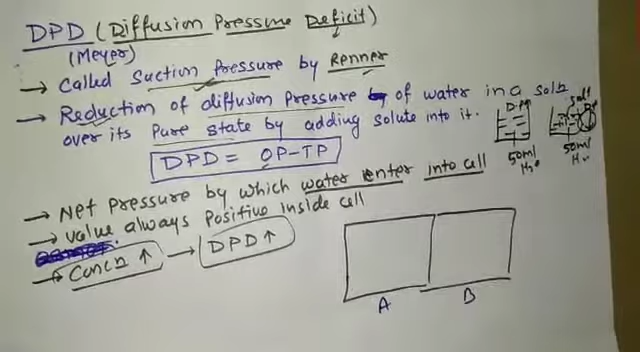 DPD (Diffusion Pressure Deficit)
(Meyer)
→ Called Suction Pressure by Renner
→ Reduction of diffusion Pressure of water in a soln
over its Pure state by adding solute into it.
DPD = OP-TP
50ml
50ml
→ Net pressure by which water enter into cell
→ value always Positive inside cell
→ Concn ↑ → DPD ↑
A B